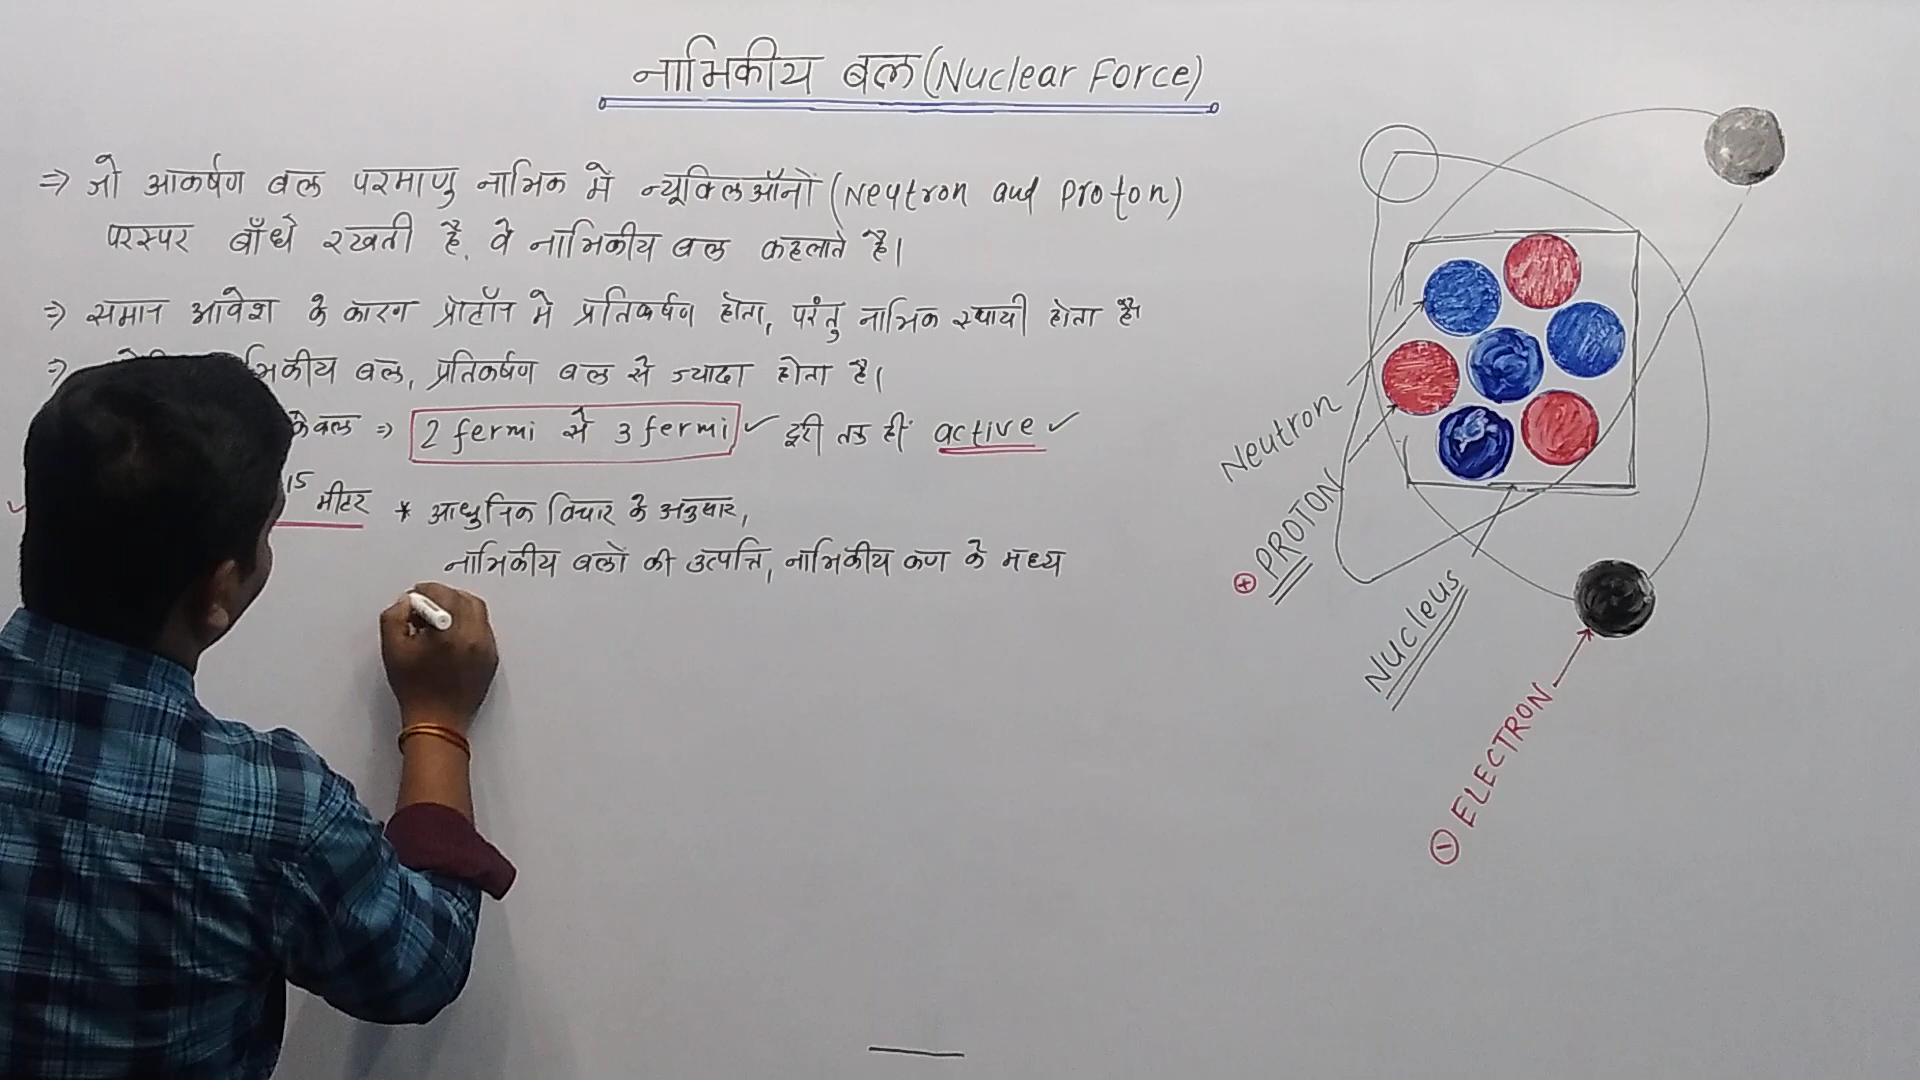 नाभिकीय बल (Nuclear Force)
⇒ जो आकर्षण बल परमाणु नाभिक मे न्यूक्लिऑनों (Neutron and Proton)
परस्पर बाँधे रखती है, वे नाभिकीय बल कहलाते है।
⇒ समान आवेश के कारण प्रोटॉन मे प्रतिकर्षण होता, परंतु नाभिक स्थायी होता है
⇒ भिकीय बल, प्रतिकर्षण बल से ज्यादा होता है।
केवल ⇒ 2 fermi से 3 fermi ✓ दूरी तक ही active ✓
15 मीटर * आधुनिक विचार के अनुसार,
नाभिकीय बलों की उत्पत्ति, नाभिकीय कण के मध्य
Neutron
⊕ PROTON
Nucleus
⊖ ELECTRON